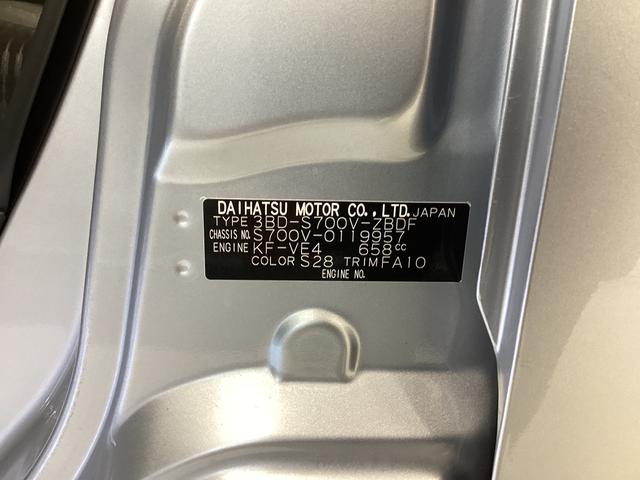 DAIHATSU MOTOR CO.,LTD.JAPAN
TYPE 3BD-S700V-ZBDF
CHASSIS NO. S700V-0119957
ENGINE KF-VE4 658cc
COLOR S28 TRIM FA10
ENGINE NO.